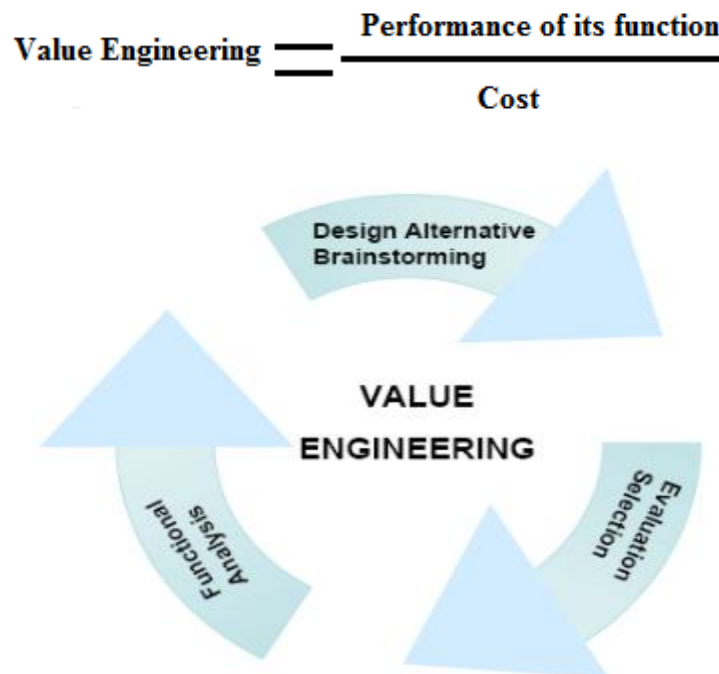 Performance of its function
Value Engineering =
Cost
Design Alternative
Brainstorming
VALUE
ENGINEERING
Evaluation
Selection
Functional
Analysis